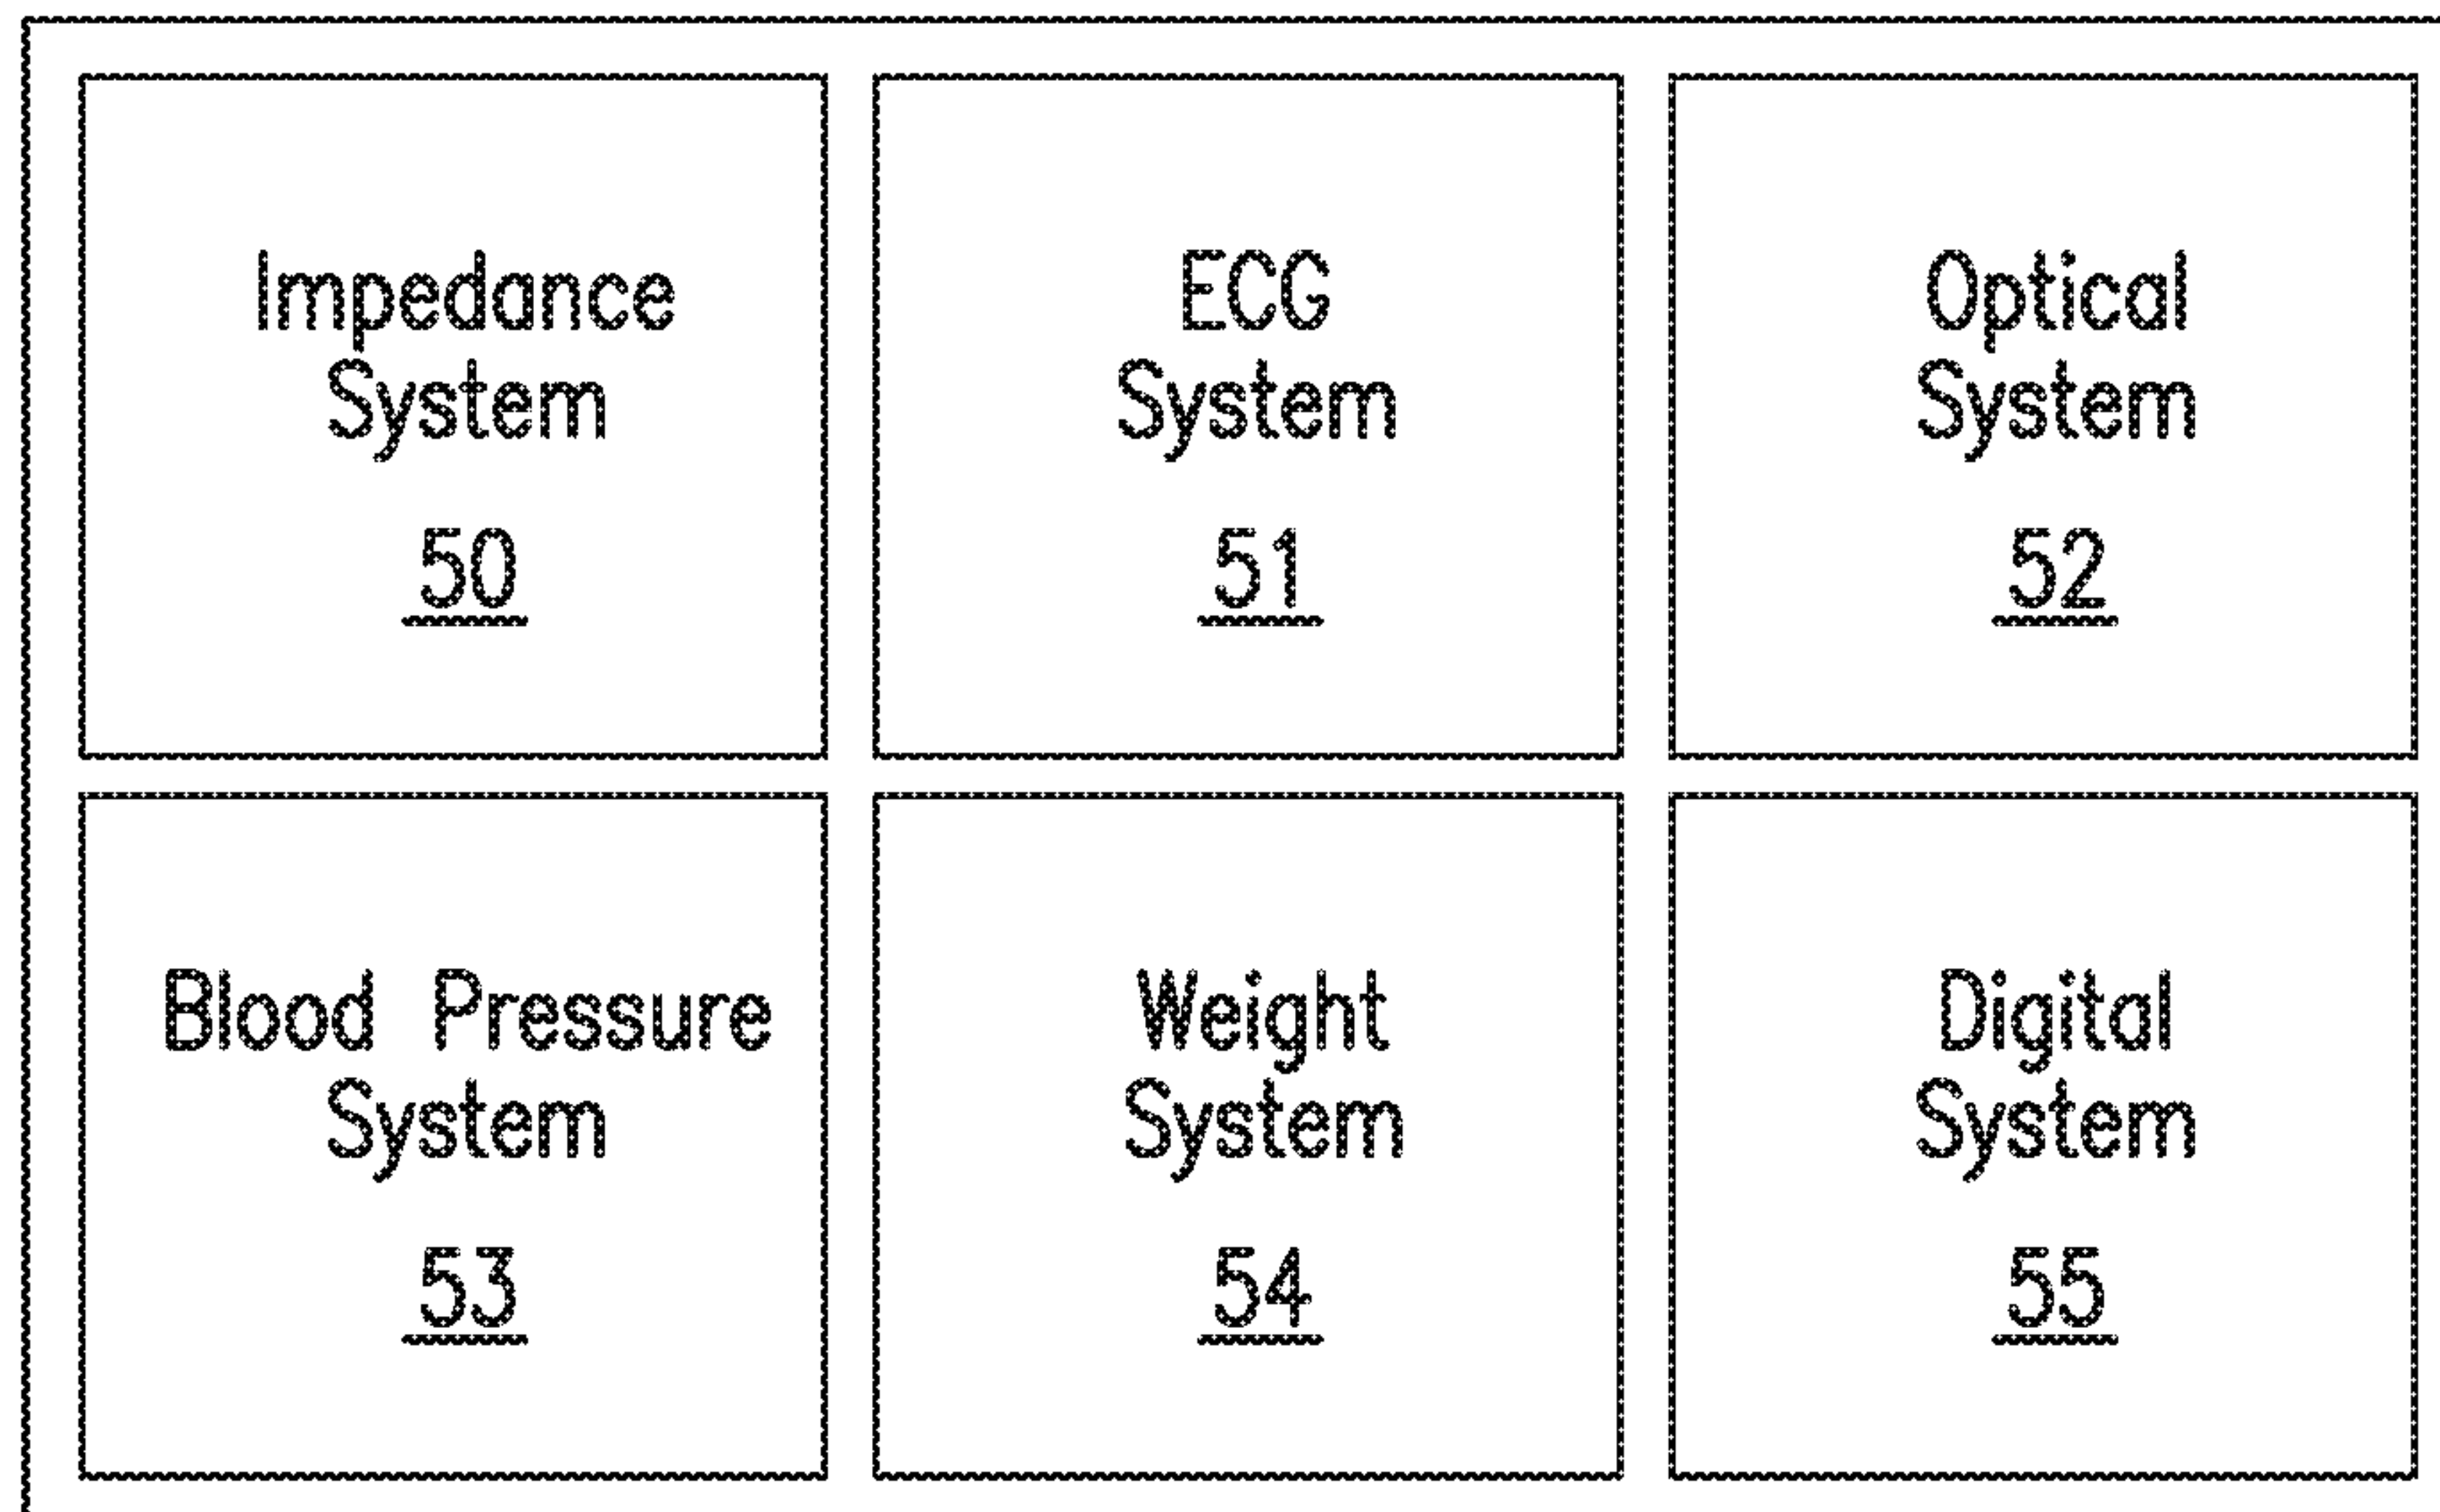 Impedance
System
50
ECG
System
51
Optical
System
52
Blood Pressure
System
53
Weight
System
54
Digital
System
55